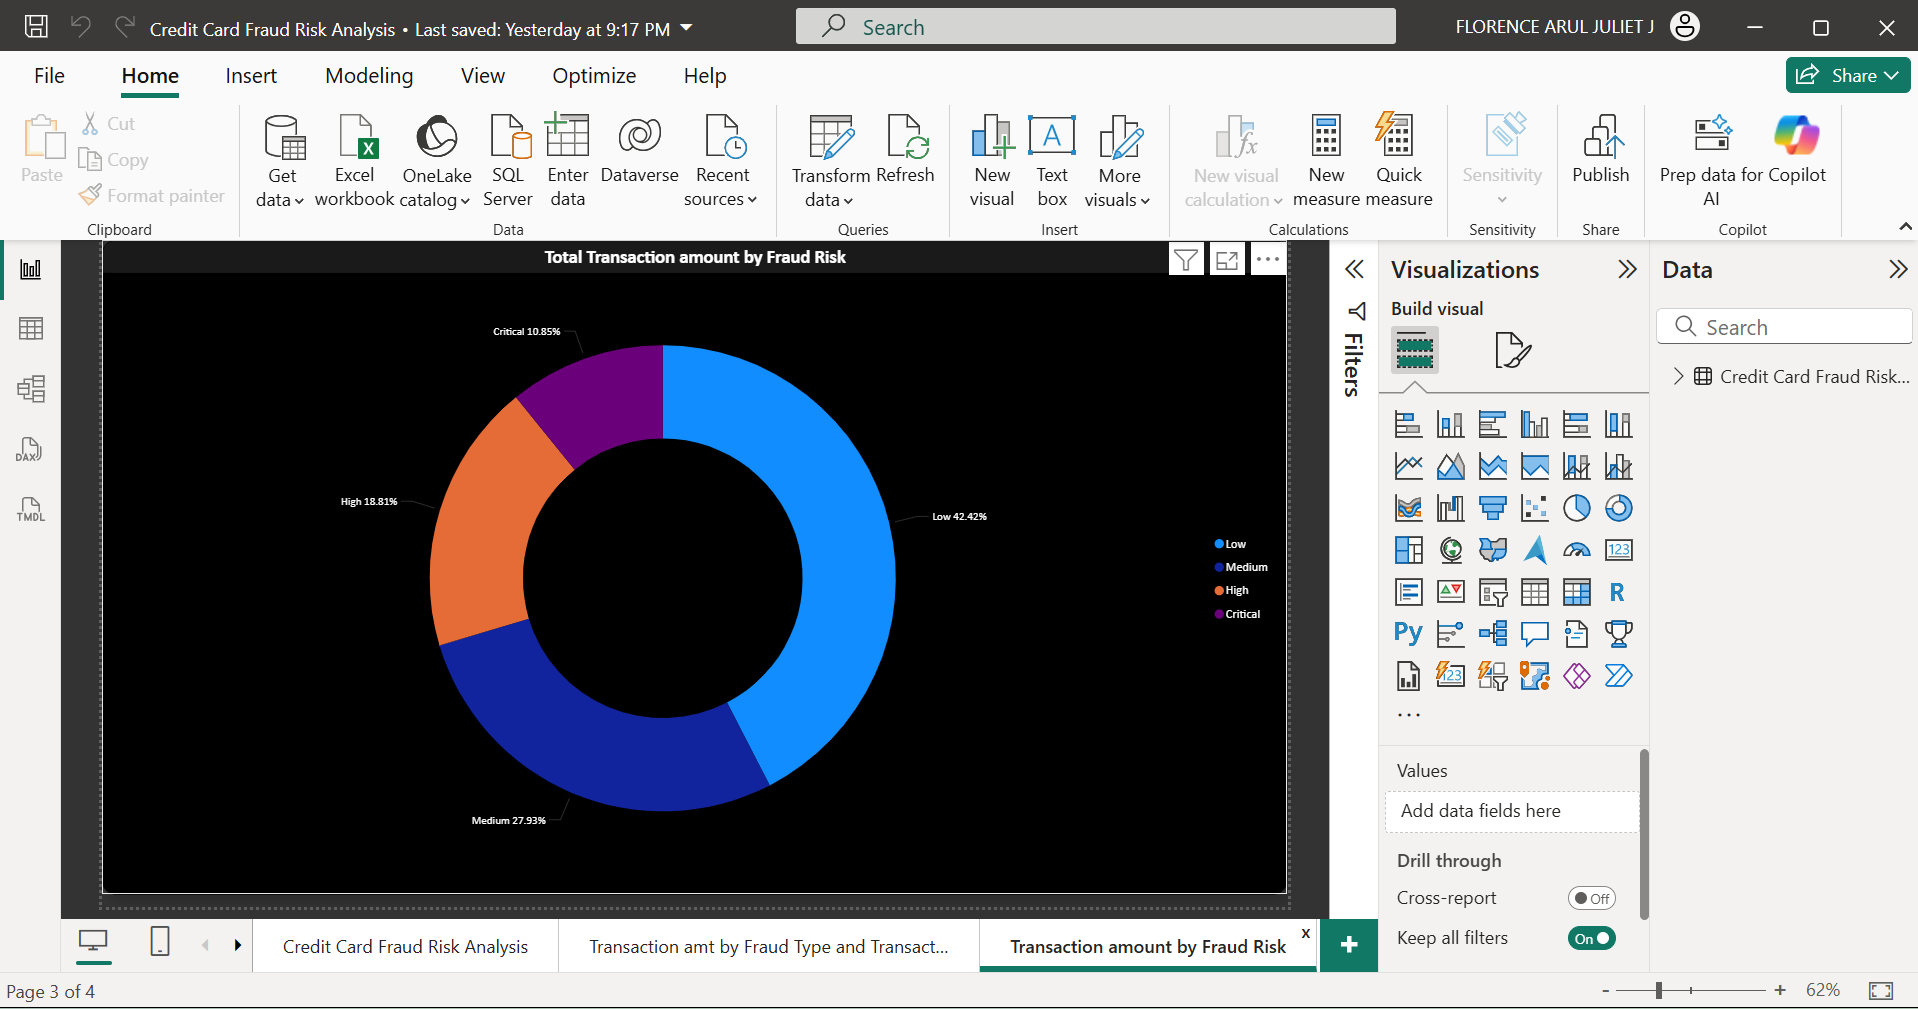 Credit Card Fraud Risk Analysis • Last saved: Yesterday at 9:17 PM
Search
FLORENCE ARUL JULIET J
File Home Insert Modeling View Optimize Help
Share
Paste
Cut
Copy
Format painter
Clipboard
Get data
Excel workbook
OneLake catalog
SQL Server
Enter data
Dataverse
Recent sources
Data
Transform data
Refresh
Queries
New visual
Text box
More visuals
Insert
New visual calculation
New measure
Quick measure
Calculations
Sensitivity
Sensitivity
Publish
Share
Prep data for AI
Copilot
Copilot
DAX
TMDL
Total Transaction amount by Fraud Risk
Critical 10.85%
High 18.81%
Low 42.42%
Medium 27.93%
Low
Medium
High
Critical
Filters
Visualizations
Build visual
123
R
Py
123
Values
Add data fields here
Drill through
Cross-report
Off
Keep all filters
On
Data
Search
Credit Card Fraud Risk...
Credit Card Fraud Risk Analysis
Transaction amt by Fraud Type and Transact...
Transaction amount by Fraud Risk
x
+
Page 3 of 4
- + 62%